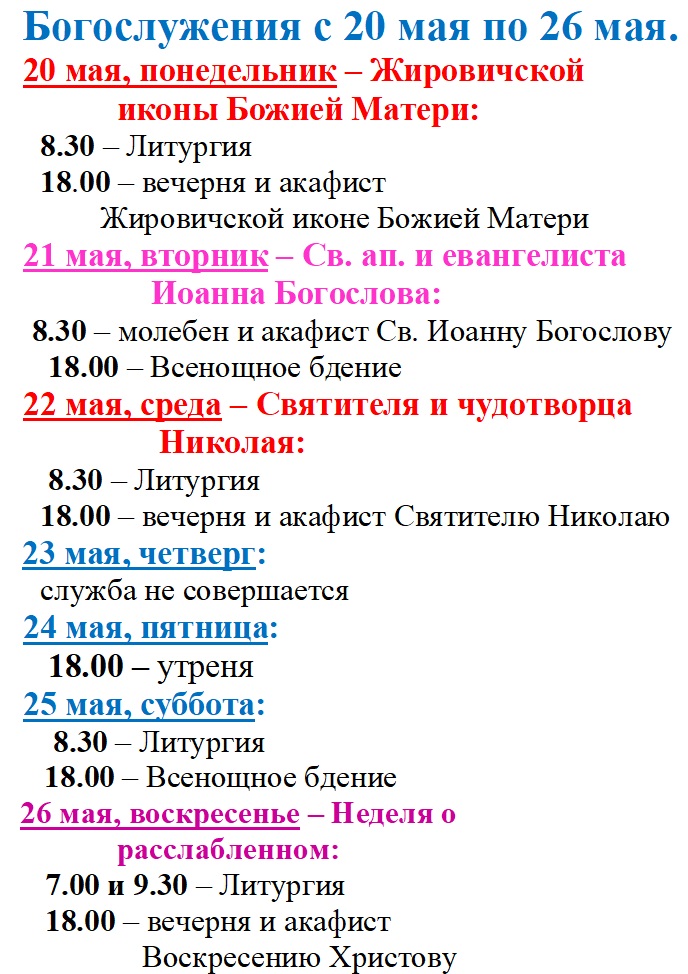 Богослужения с 20 мая по 26 мая.
20 мая, понедельник – Жировичской
иконы Божией Матери:
8.30 – Литургия
18.00 – вечерня и акафист
Жировичской иконе Божией Матери
21 мая, вторник – Св. ап. и евангелиста
Иоанна Богослова:
8.30 – молебен и акафист Св. Иоанну Богослову
18.00 – Всенощное бдение
22 мая, среда – Святителя и чудотворца
Николая:
8.30 – Литургия
18.00 – вечерня и акафист Святителю Николаю
23 мая, четверг:
служба не совершается
24 мая, пятница:
18.00 – утреня
25 мая, суббота:
8.30 – Литургия
18.00 – Всенощное бдение
26 мая, воскресенье – Неделя о
расслабленном:
7.00 и 9.30 – Литургия
18.00 – вечерня и акафист
Воскресению Христову